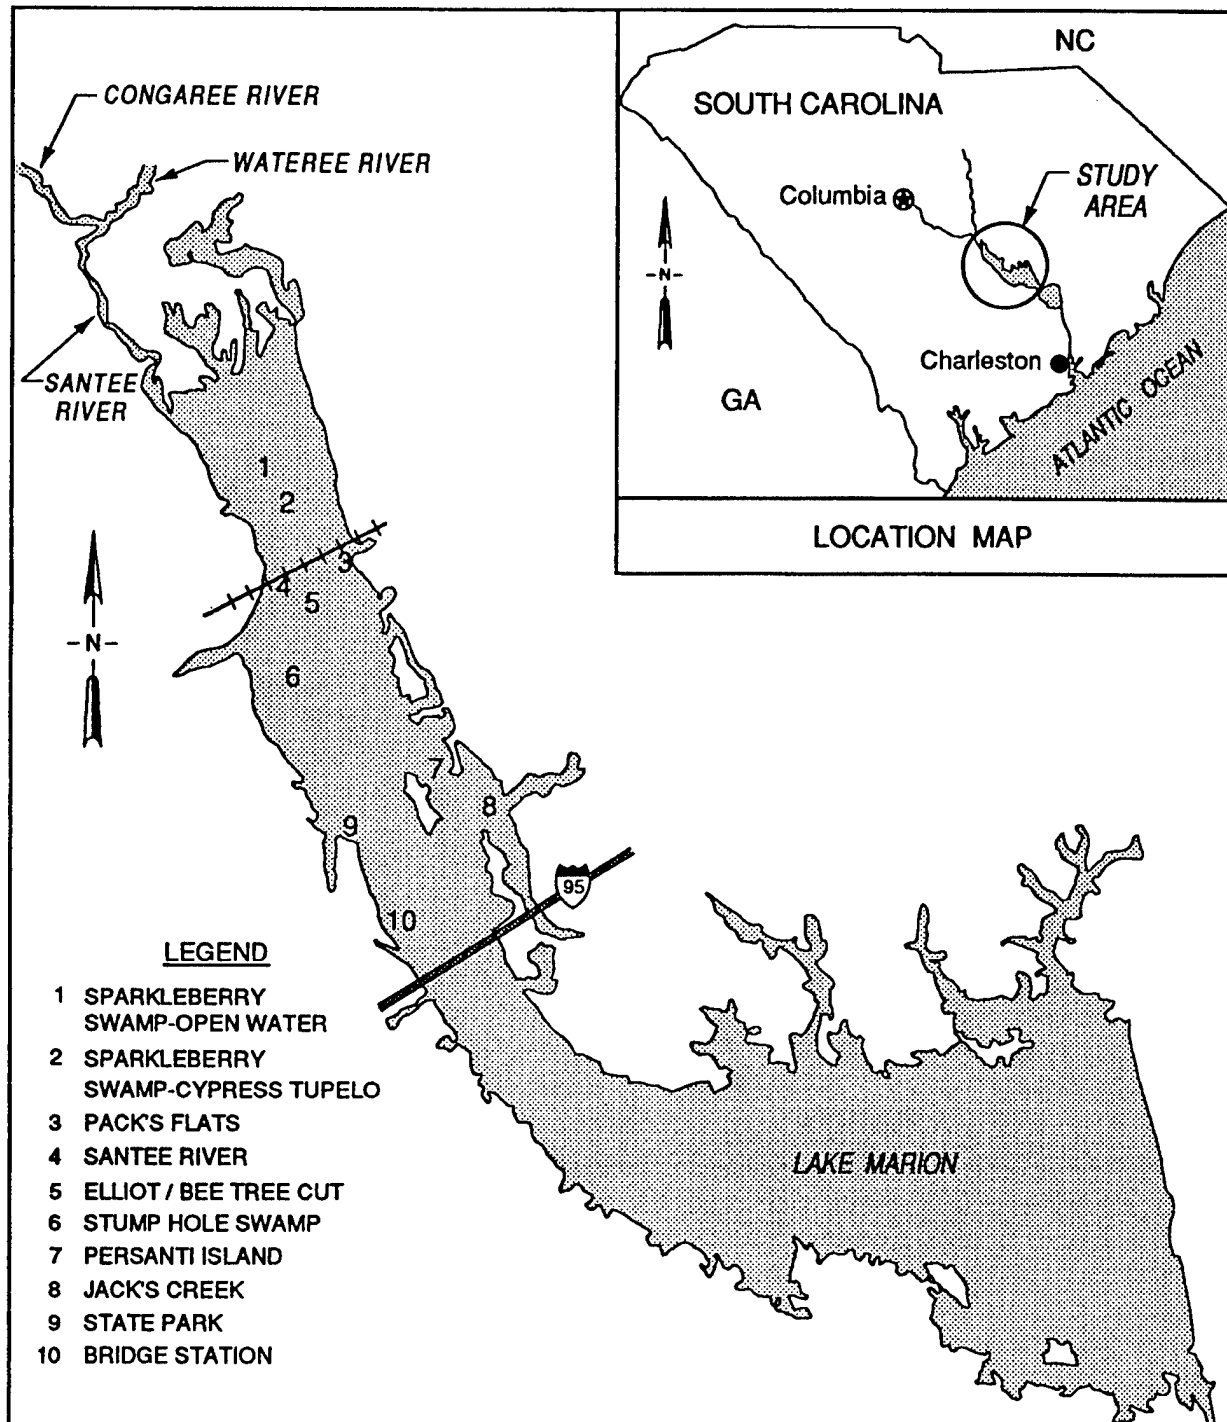 CONGAREE RIVER
WATEREE RIVER
SANTEE
RIVER
NC
SOUTH CAROLINA
Columbia
STUDY
AREA
-N-
Charleston
GA
ATLANTIC OCEAN
LOCATION MAP
1
2
3
4
5
-N-
6
7
8
9
95
10
LAKE MARION
LEGEND
1 SPARKLEBERRY
SWAMP-OPEN WATER
2 SPARKLEBERRY
SWAMP-CYPRESS TUPELO
3 PACK'S FLATS
4 SANTEE RIVER
5 ELLIOT / BEE TREE CUT
6 STUMP HOLE SWAMP
7 PERSANTI ISLAND
8 JACK'S CREEK
9 STATE PARK
10 BRIDGE STATION